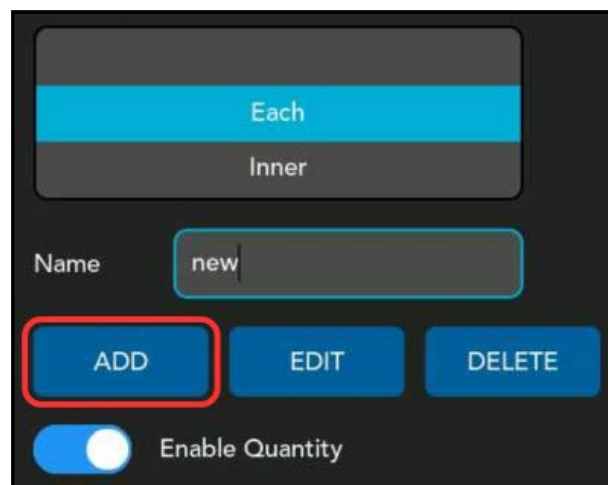 Each
Inner
Name new
ADD EDIT DELETE
Enable Quantity